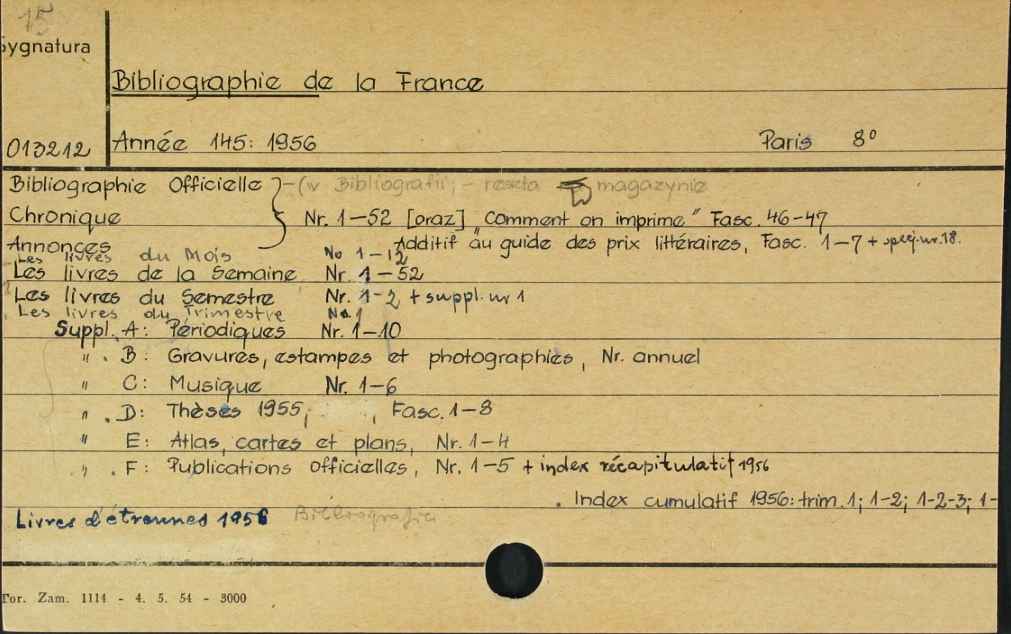 15
Sygnatura
Bibliographie de la France
013212 Année 145: 1956 Paris 8°
Bibliographie Officielle - (w Bibliografii; - reszta magazynie
Chronique Nr. 1-52 [oraz] "Comment on imprime" Fasc. 46-47
Annonces Additif au guide des prix littéraires, Fasc. 1-7 +
Les livres du Mois No 1-12
Les livres de la Semaine Nr. 1-52
Les livres du Semestre Nr. 1-2 + suppl. nr 1
Les livres du Trimestre No. 1
Suppl. A: Périodiques Nr. 1-10
" . B: Gravures, estampes et photographies, Nr. annuel
" C: Musique Nr. 1-6
" . D: Thèses 1955, , Fasc. 1-8
" E: Atlas, cartes et plans, Nr. 1-4
" . F: Publications Officielles, Nr. 1-5 + index récapitulatif 1956
. Index cumulatif 1956: trim. 1; 1-2; 1-2-3; 1-
Livres d'étrennes 1956 Bibliografia
Tor. Zam. 1114 - 4. 5. 54 - 3000